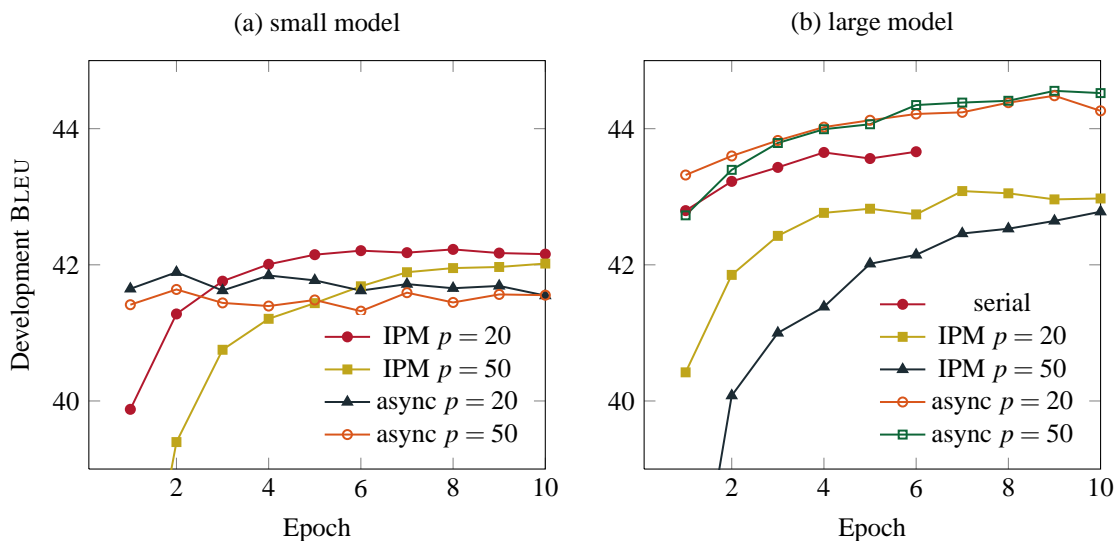 (a) small model
Development BLEU
44
42
40
2
4
6
8
10
Epoch
IPM p = 20
IPM p = 50
async p = 20
async p = 50
(b) large model
44
42
40
2
4
6
8
10
Epoch
serial
IPM p = 20
IPM p = 50
async p = 20
async p = 50